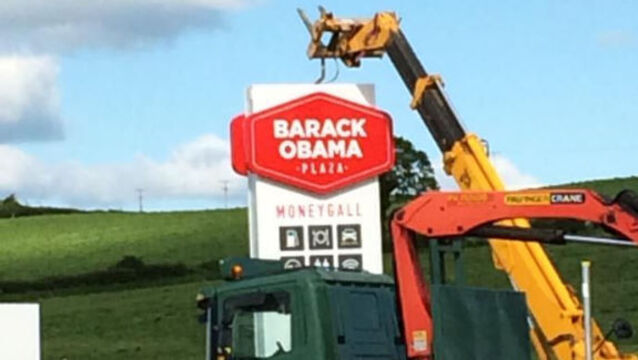 BARACK
OBAMA
· PLAZA ·
MONEYGALL
CRANE